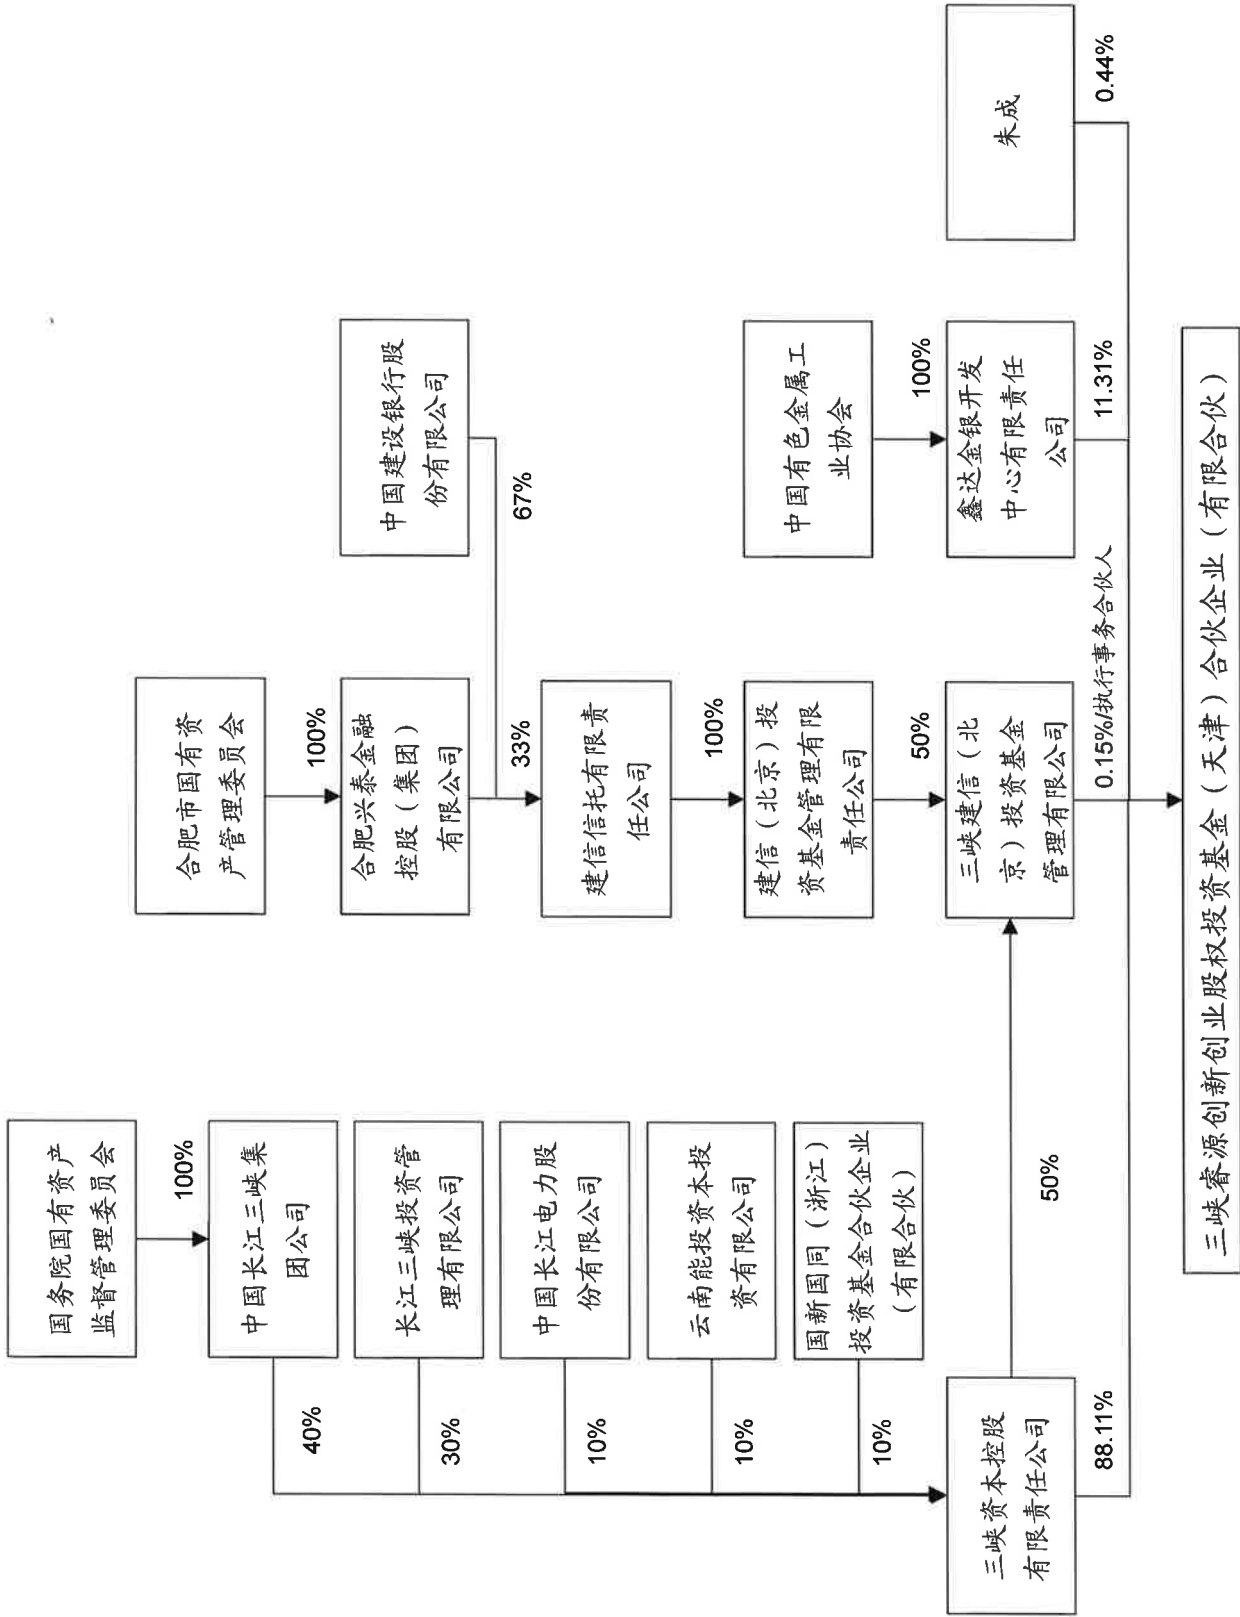 国务院国有资产
监督管理委员会
100%
中国长江三峡集
团公司
40%
长江三峡投资管
理有限公司
30%
中国长江电力股
份有限公司
10%
云南能投资本投
资有限公司
10%
国新国同（浙江）
投资基金合伙企业
（有限合伙）
10%
三峡资本控股
有限责任公司
88.11%
50%
合肥市国有资
产管理委员会
100%
合肥兴泰金融
控股（集团）
有限公司
33%
中国建设银行股
份有限公司
67%
建信信托有限责
任公司
100%
建信（北京）投
资基金管理有限
责任公司
50%
三峡建信（北
京）投资基金
管理有限公司
0.15%/执行事务合伙人
中国有色金属工
业协会
100%
鑫达金银开发
中心有限责任
公司
11.31%
朱成
0.44%
三峡睿源创新创业股权投资基金（天津）合伙企业（有限合伙）